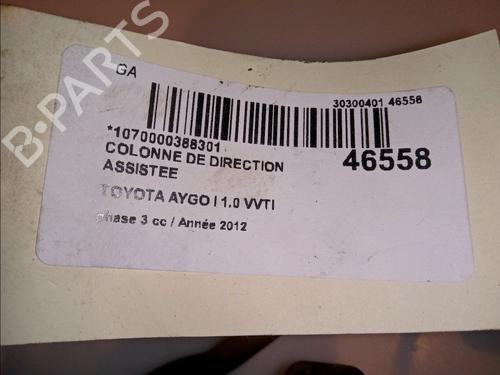 GA
30300401 46558
*1070000388301
46558
COLONNE DE DIRECTION
ASSISTEE
TOYOTA AYGO I 1.0 VVTI
phase 3 cc / Année 2012
B-PARTS